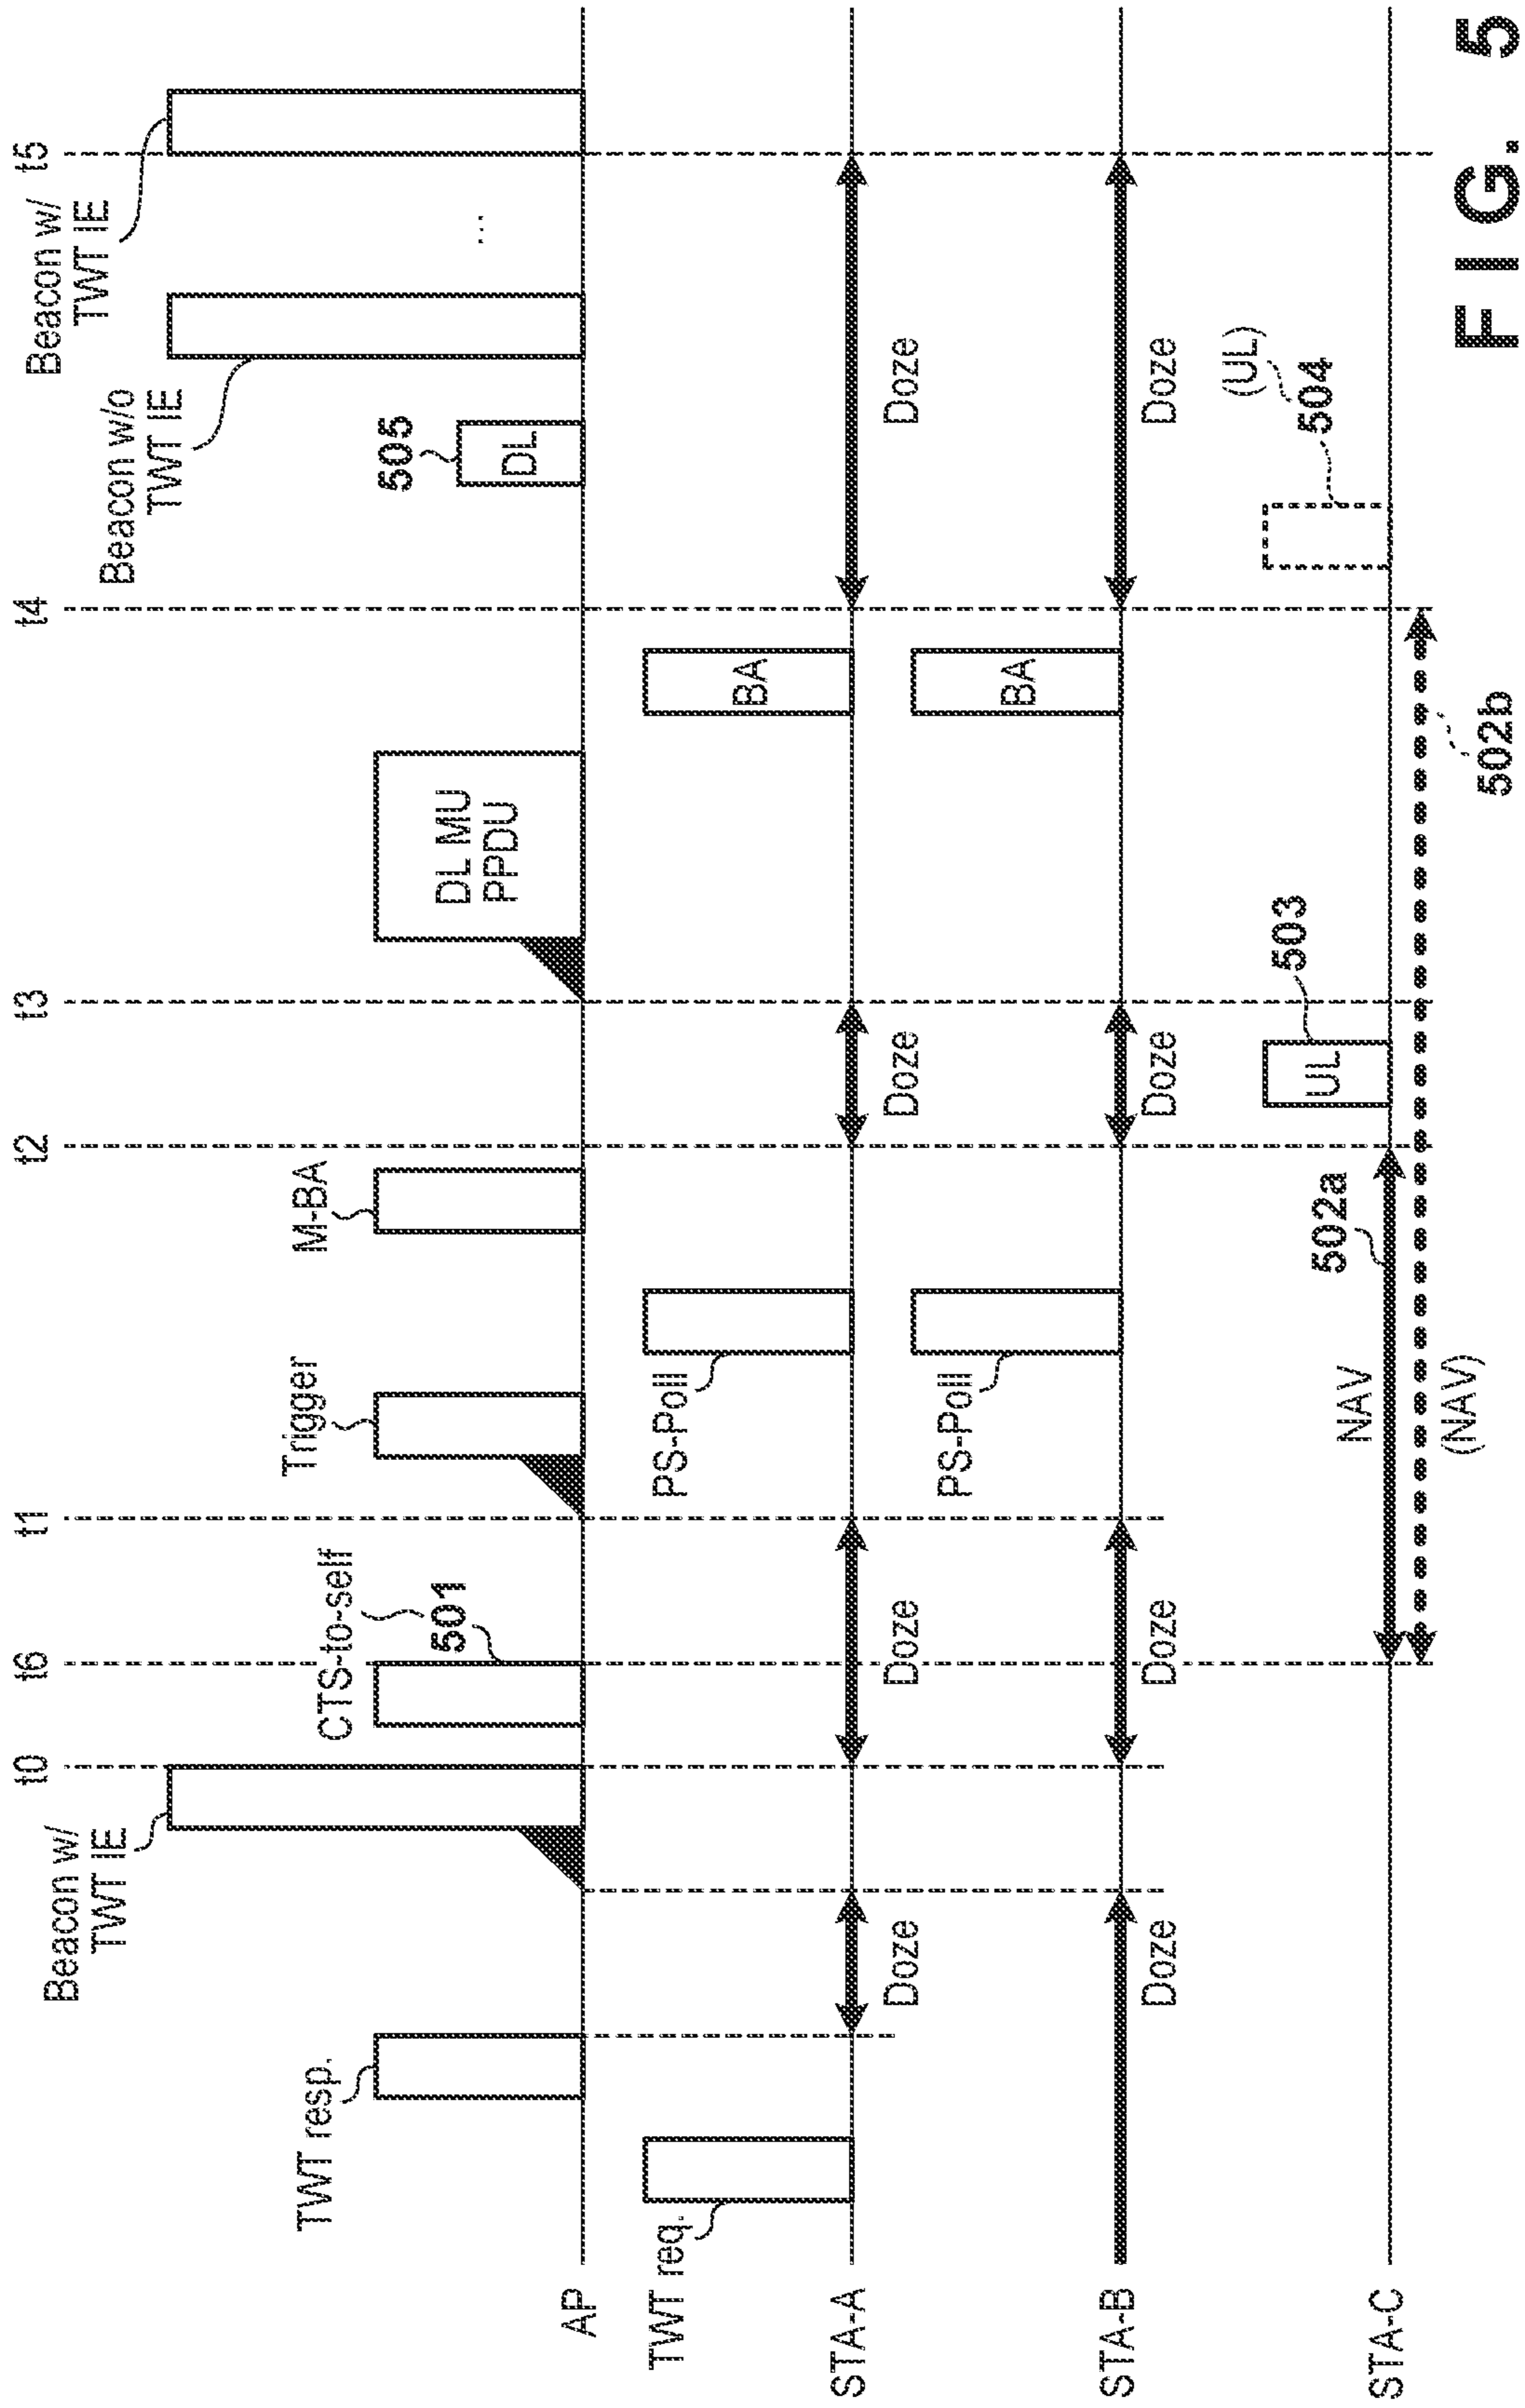 t0
t6
t1
t2
t3
t4
t5
Beacon w/
TWT IE
Beacon w/o
TWT IE
Beacon w/
TWT IE
TWT resp.
CTS-to-self
501
Trigger
M-BA
DL MU
PPDU
505
DL
...
AP
TWT req.
PS-Poll
BA
STA-A
Doze
Doze
Doze
Doze
PS-Poll
BA
STA-B
Doze
Doze
Doze
Doze
UL
503
(UL)
504
STA-C
NAV
502a
(NAV)
502b
FIG. 5